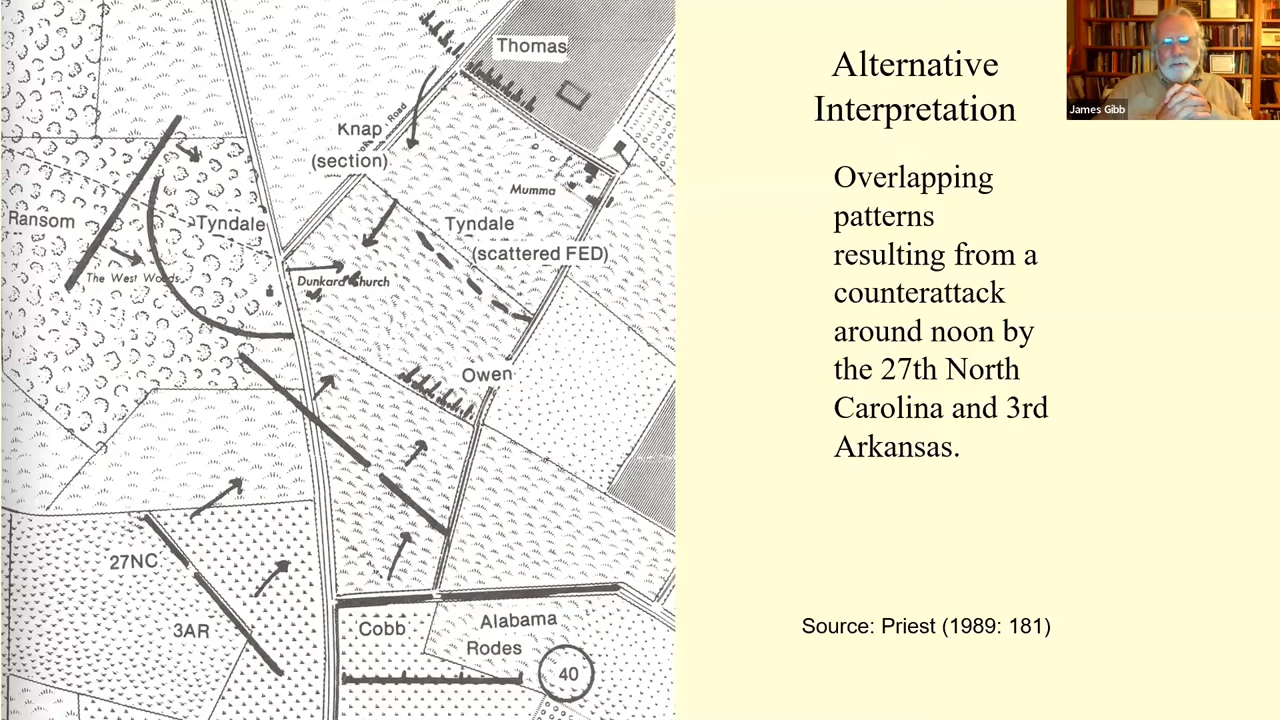 Thomas
Road
Knap
(section)
Mumma
Ransom
Tyndale
Tyndale
(scattered FED)
The West Woods
Dunkard Church
Owen
27NC
3AR
Cobb
Alabama
Rodes
40
Alternative
Interpretation
Overlapping
patterns
resulting from a
counterattack
around noon by
the 27th North
Carolina and 3rd
Arkansas.
Source: Priest (1989: 181)
James Gibb